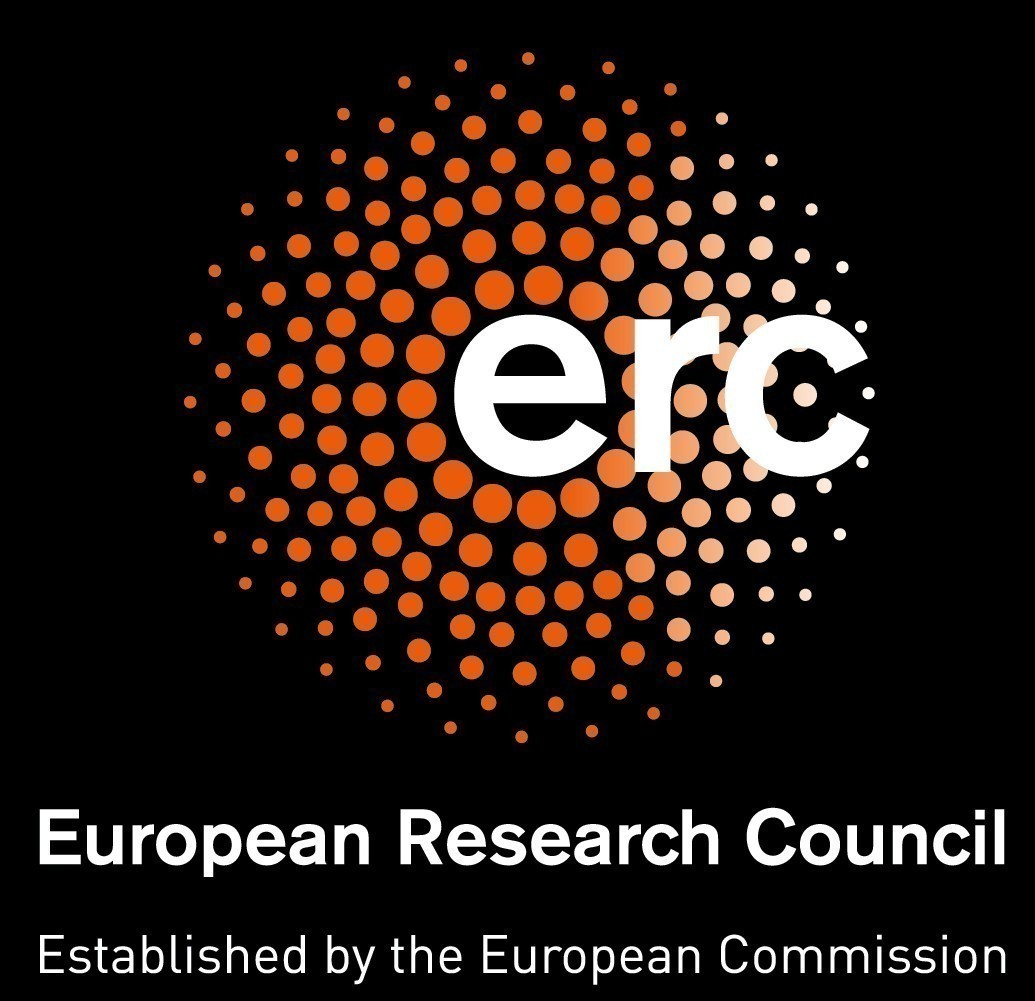 erc
European Research Council
Established by the European Commission